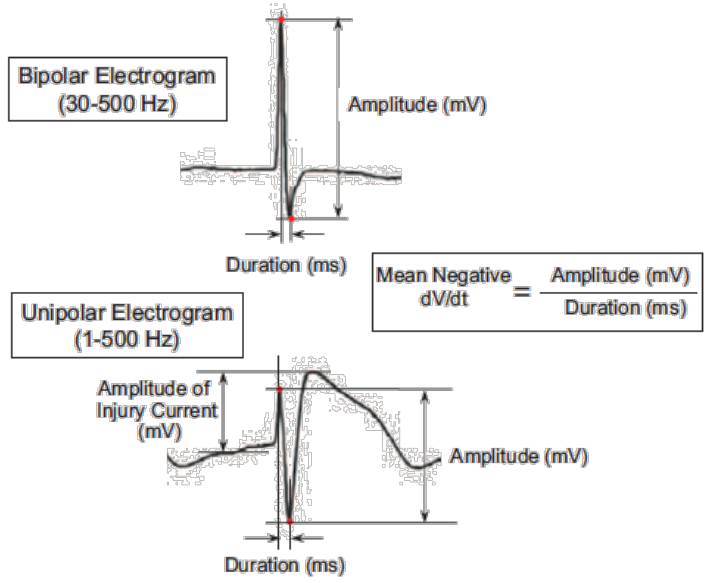 Bipolar Electrogram
(30-500 Hz)
Amplitude (mV)
Duration (ms)
Mean Negative
dV/dt
=
Amplitude (mV)
Duration (ms)
Unipolar Electrogram
(1-500 Hz)
Amplitude of
Injury Current
(mV)
Amplitude (mV)
Duration (ms)